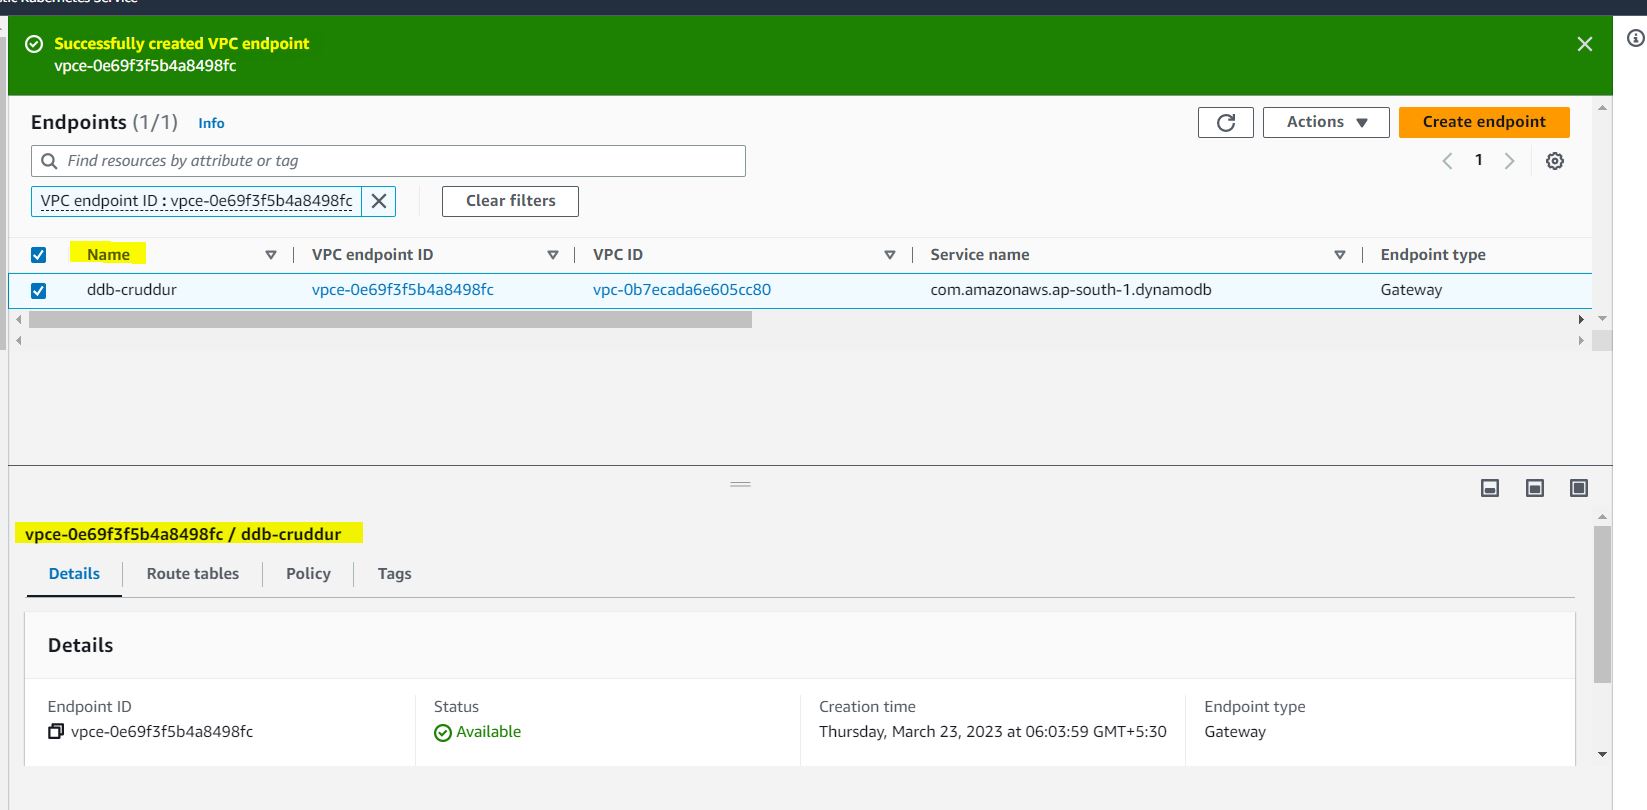 Successfully created VPC endpoint
vpce-0e69f3f5b4a8498fc
Endpoints (1/1) Info
Actions
Create endpoint
Find resources by attribute or tag
1
VPC endpoint ID : vpce-0e69f3f5b4a8498fc
Clear filters
Name VPC endpoint ID VPC ID Service name Endpoint type
ddb-cruddur vpce-0e69f3f5b4a8498fc vpc-0b7ecada6e605cc80 com.amazonaws.ap-south-1.dynamodb Gateway
vpce-0e69f3f5b4a8498fc / ddb-cruddur
Details Route tables Policy Tags
Details
Endpoint ID Status Creation time Endpoint type
vpce-0e69f3f5b4a8498fc Available Thursday, March 23, 2023 at 06:03:59 GMT+5:30 Gateway